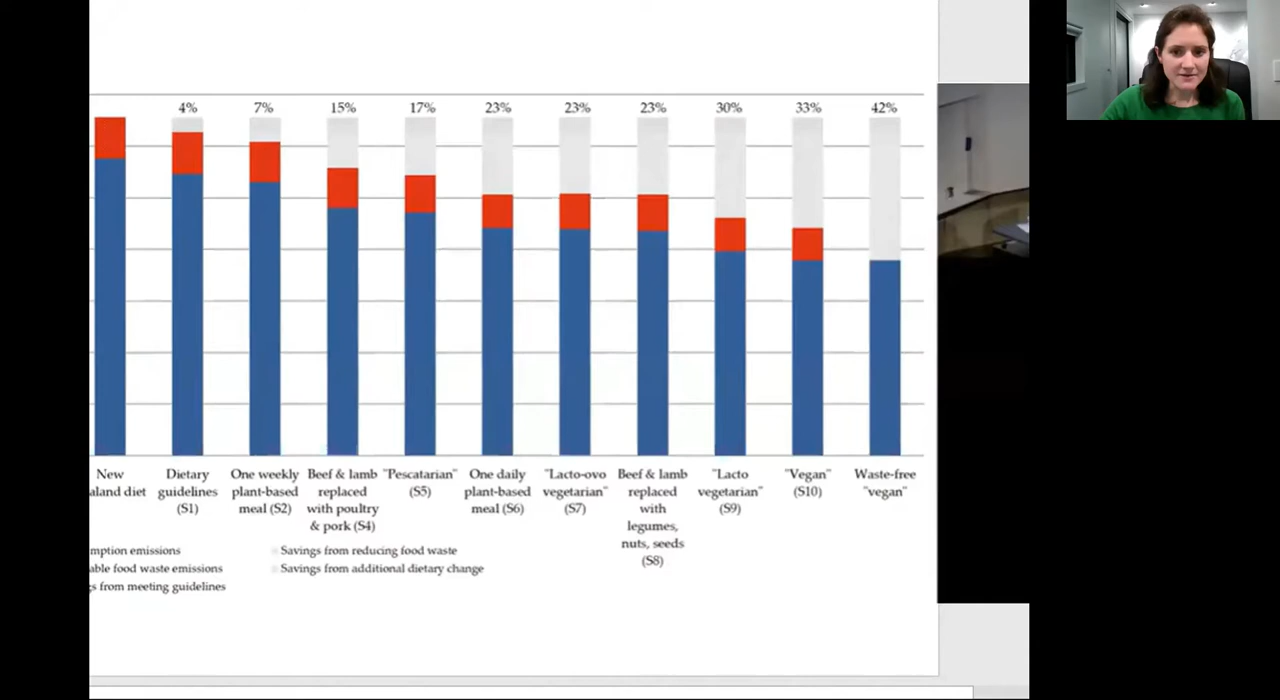 4% 7% 15% 17% 23% 23% 23% 30% 33% 42%
New
aland diet
Dietary
guidelines
(S1)
One weekly
plant-based
meal (S2)
Beef & lamb
replaced
with poultry
& pork (S4)
"Pescatarian"
(S5)
One daily
plant-based
meal (S6)
"Lacto-ovo
vegetarian"
(S7)
Beef & lamb
replaced
with
legumes,
nuts, seeds
(S8)
"Lacto
vegetarian"
(S9)
"Vegan"
(S10)
Waste-free
"vegan"
mption emissions
able food waste emissions
gs from meeting guidelines
Savings from reducing food waste
Savings from additional dietary change